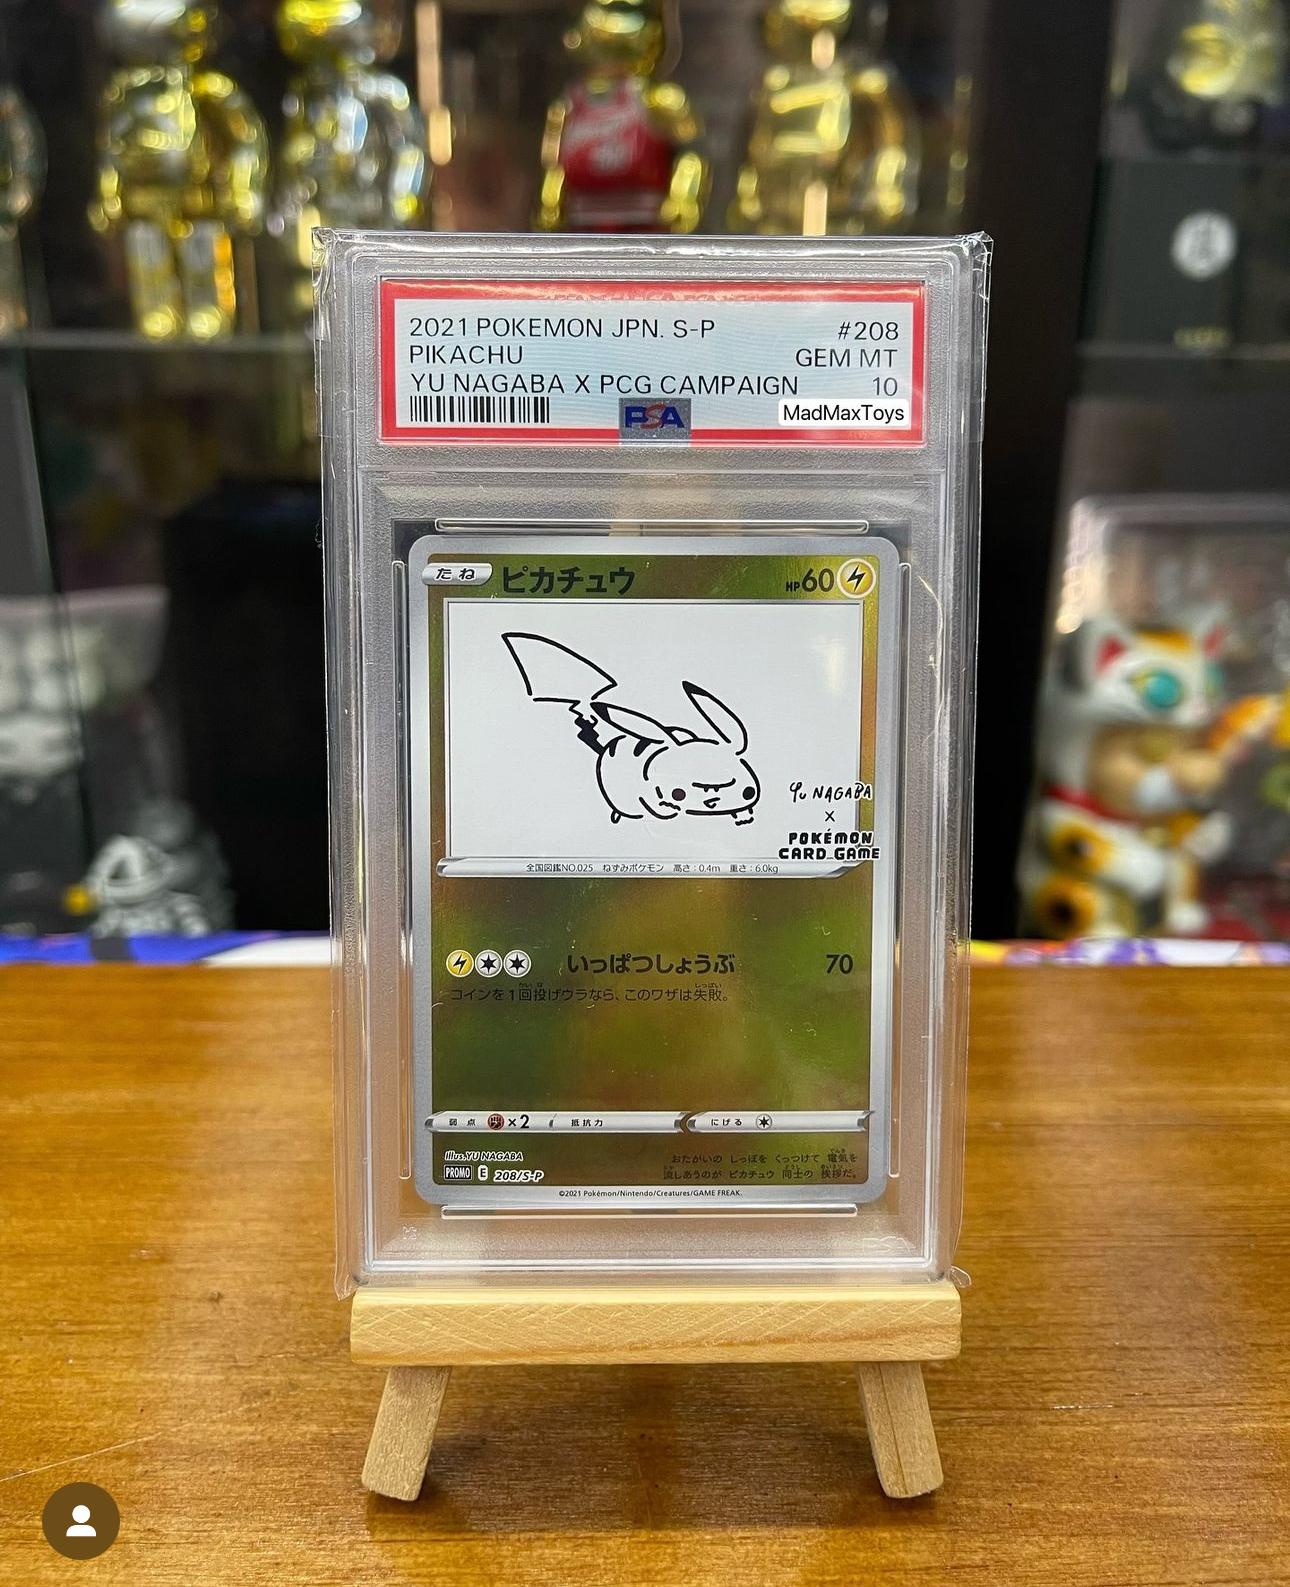 2021 POKEMON JPN. S-P #208
PIKACHU GEM MT
YU NAGABA X PCG CAMPAIGN 10
PSA MadMaxToys
たね ピカチュウ HP60
Yu NAGABA
×
POKÉMON
CARD GAME
全国図鑑NO.025 ねずみポケモン 高さ:0.4m 重さ:6.0kg
いっぱつしょうぶ 70
コインを1回投げウラなら、このワザは失敗。
弱点 ×2 抵抗力 にげる
illus.YU NAGABA
PROMO E 208/S-P
おたがいの しっぽを くっつけて 電気を
流しあうのが ピカチュウ 同士の 挨拶だ。
©2021 Pokémon/Nintendo/Creatures/GAME FREAK.